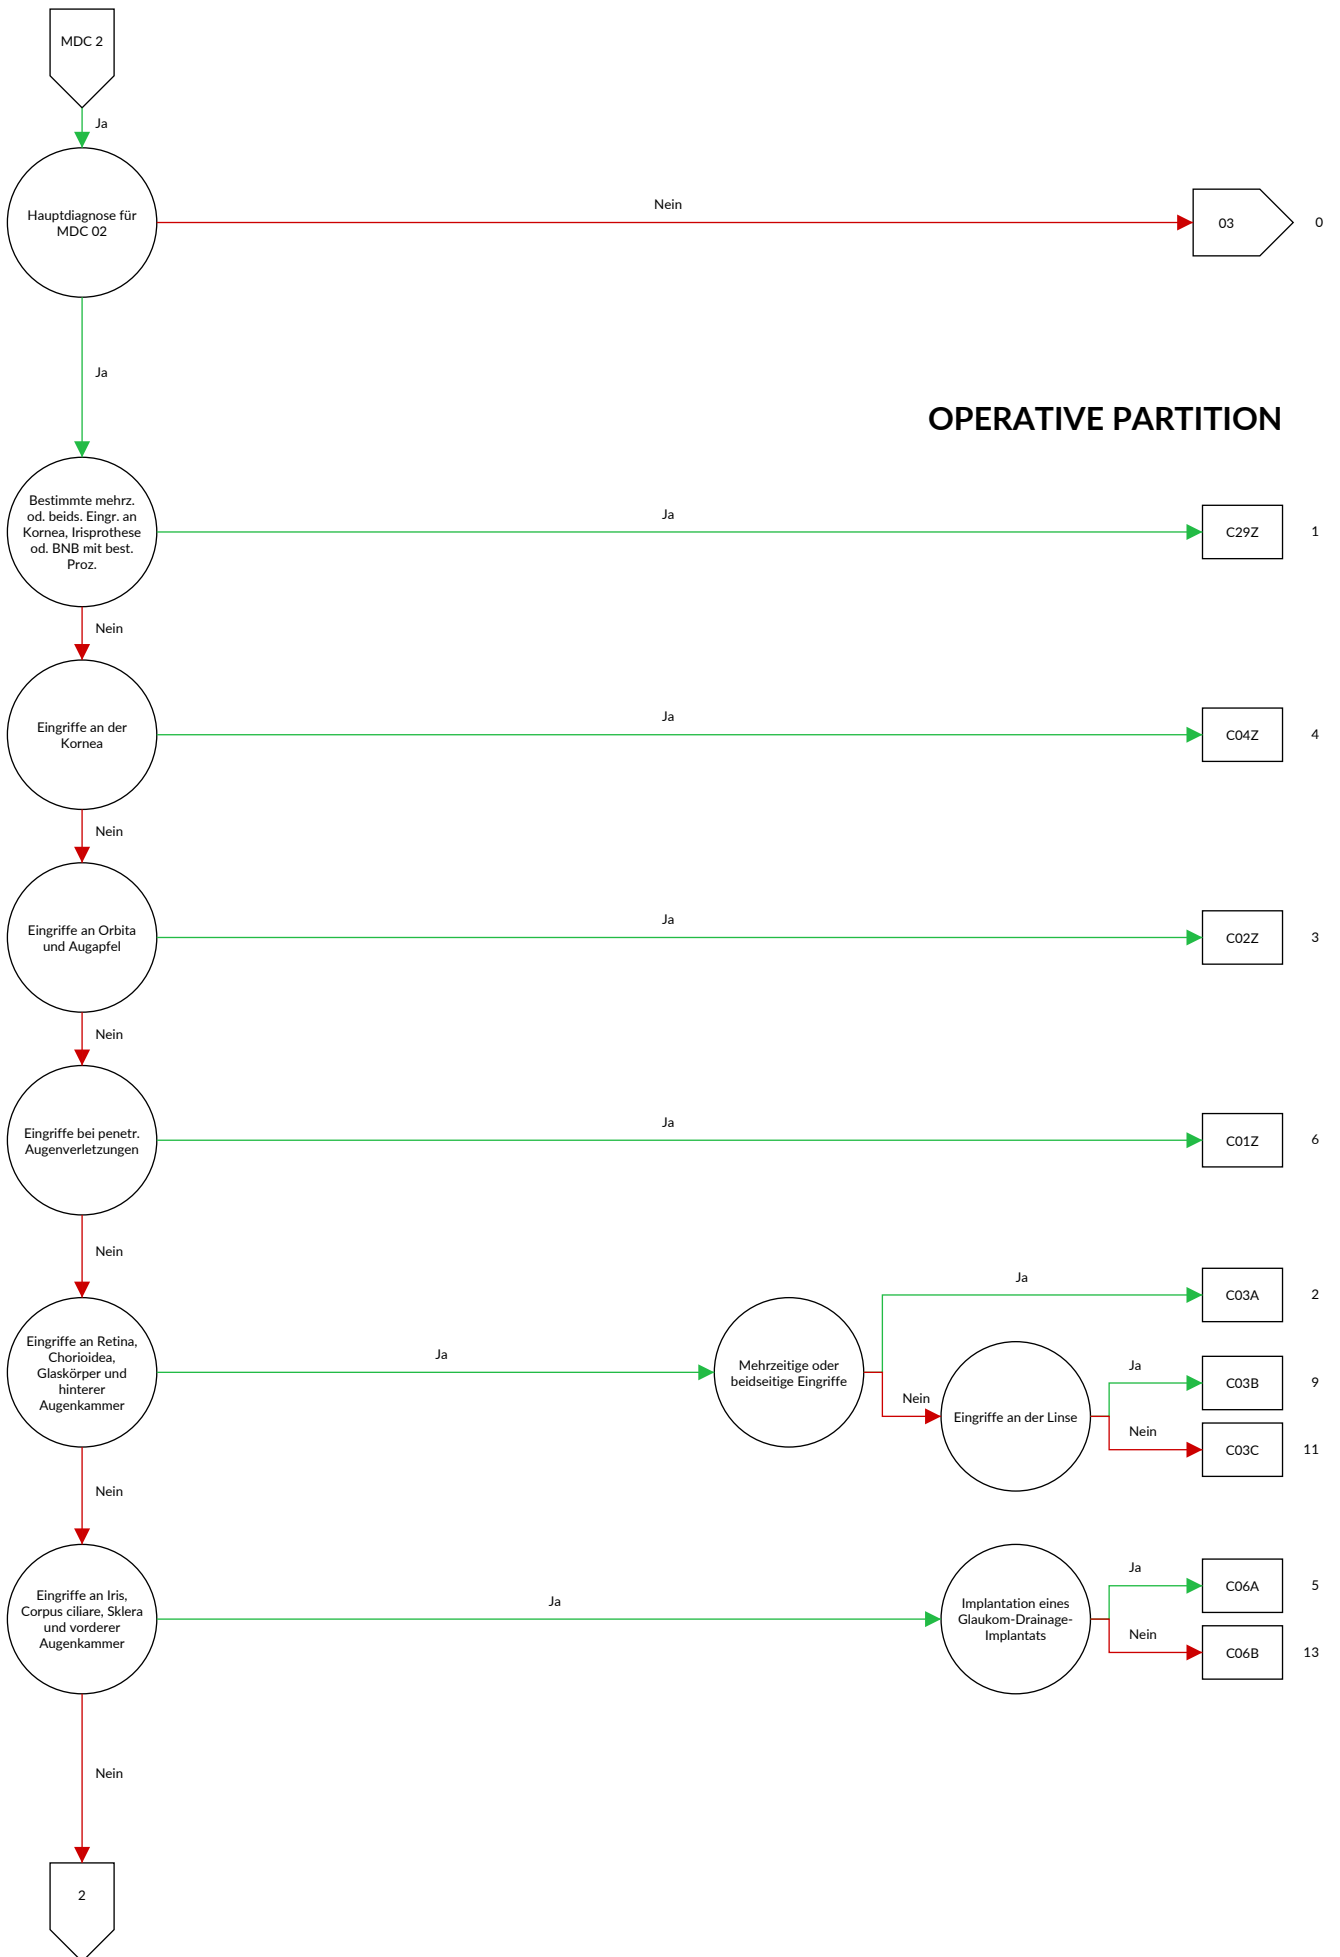 MDC 2
Ja
Hauptdiagnose für
MDC 02
Nein
03
0
Ja
OPERATIVE PARTITION
Bestimmte mehrz.
od. beids. Eingr. an
Kornea, Irisprothese
od. BNB mit best.
Proz.
Ja
C29Z
1
Nein
Eingriffe an der
Kornea
Ja
C04Z
4
Nein
Eingriffe an Orbita
und Augapfel
Ja
C02Z
3
Nein
Eingriffe bei penetr.
Augenverletzungen
Ja
C01Z
6
Nein
Eingriffe an Retina,
Chorioidea,
Glaskörper und
hinterer
Augenkammer
Ja
Mehrzeitige oder
beidseitige Eingriffe
Ja
C03A
2
Nein
Eingriffe an der Linse
Ja
C03B
9
Nein
C03C
11
Nein
Eingriffe an Iris,
Corpus ciliare, Sklera
und vorderer
Augenkammer
Ja
Implantation eines
Glaukom-Drainage-
Implantats
Ja
C06A
5
Nein
C06B
13
Nein
2